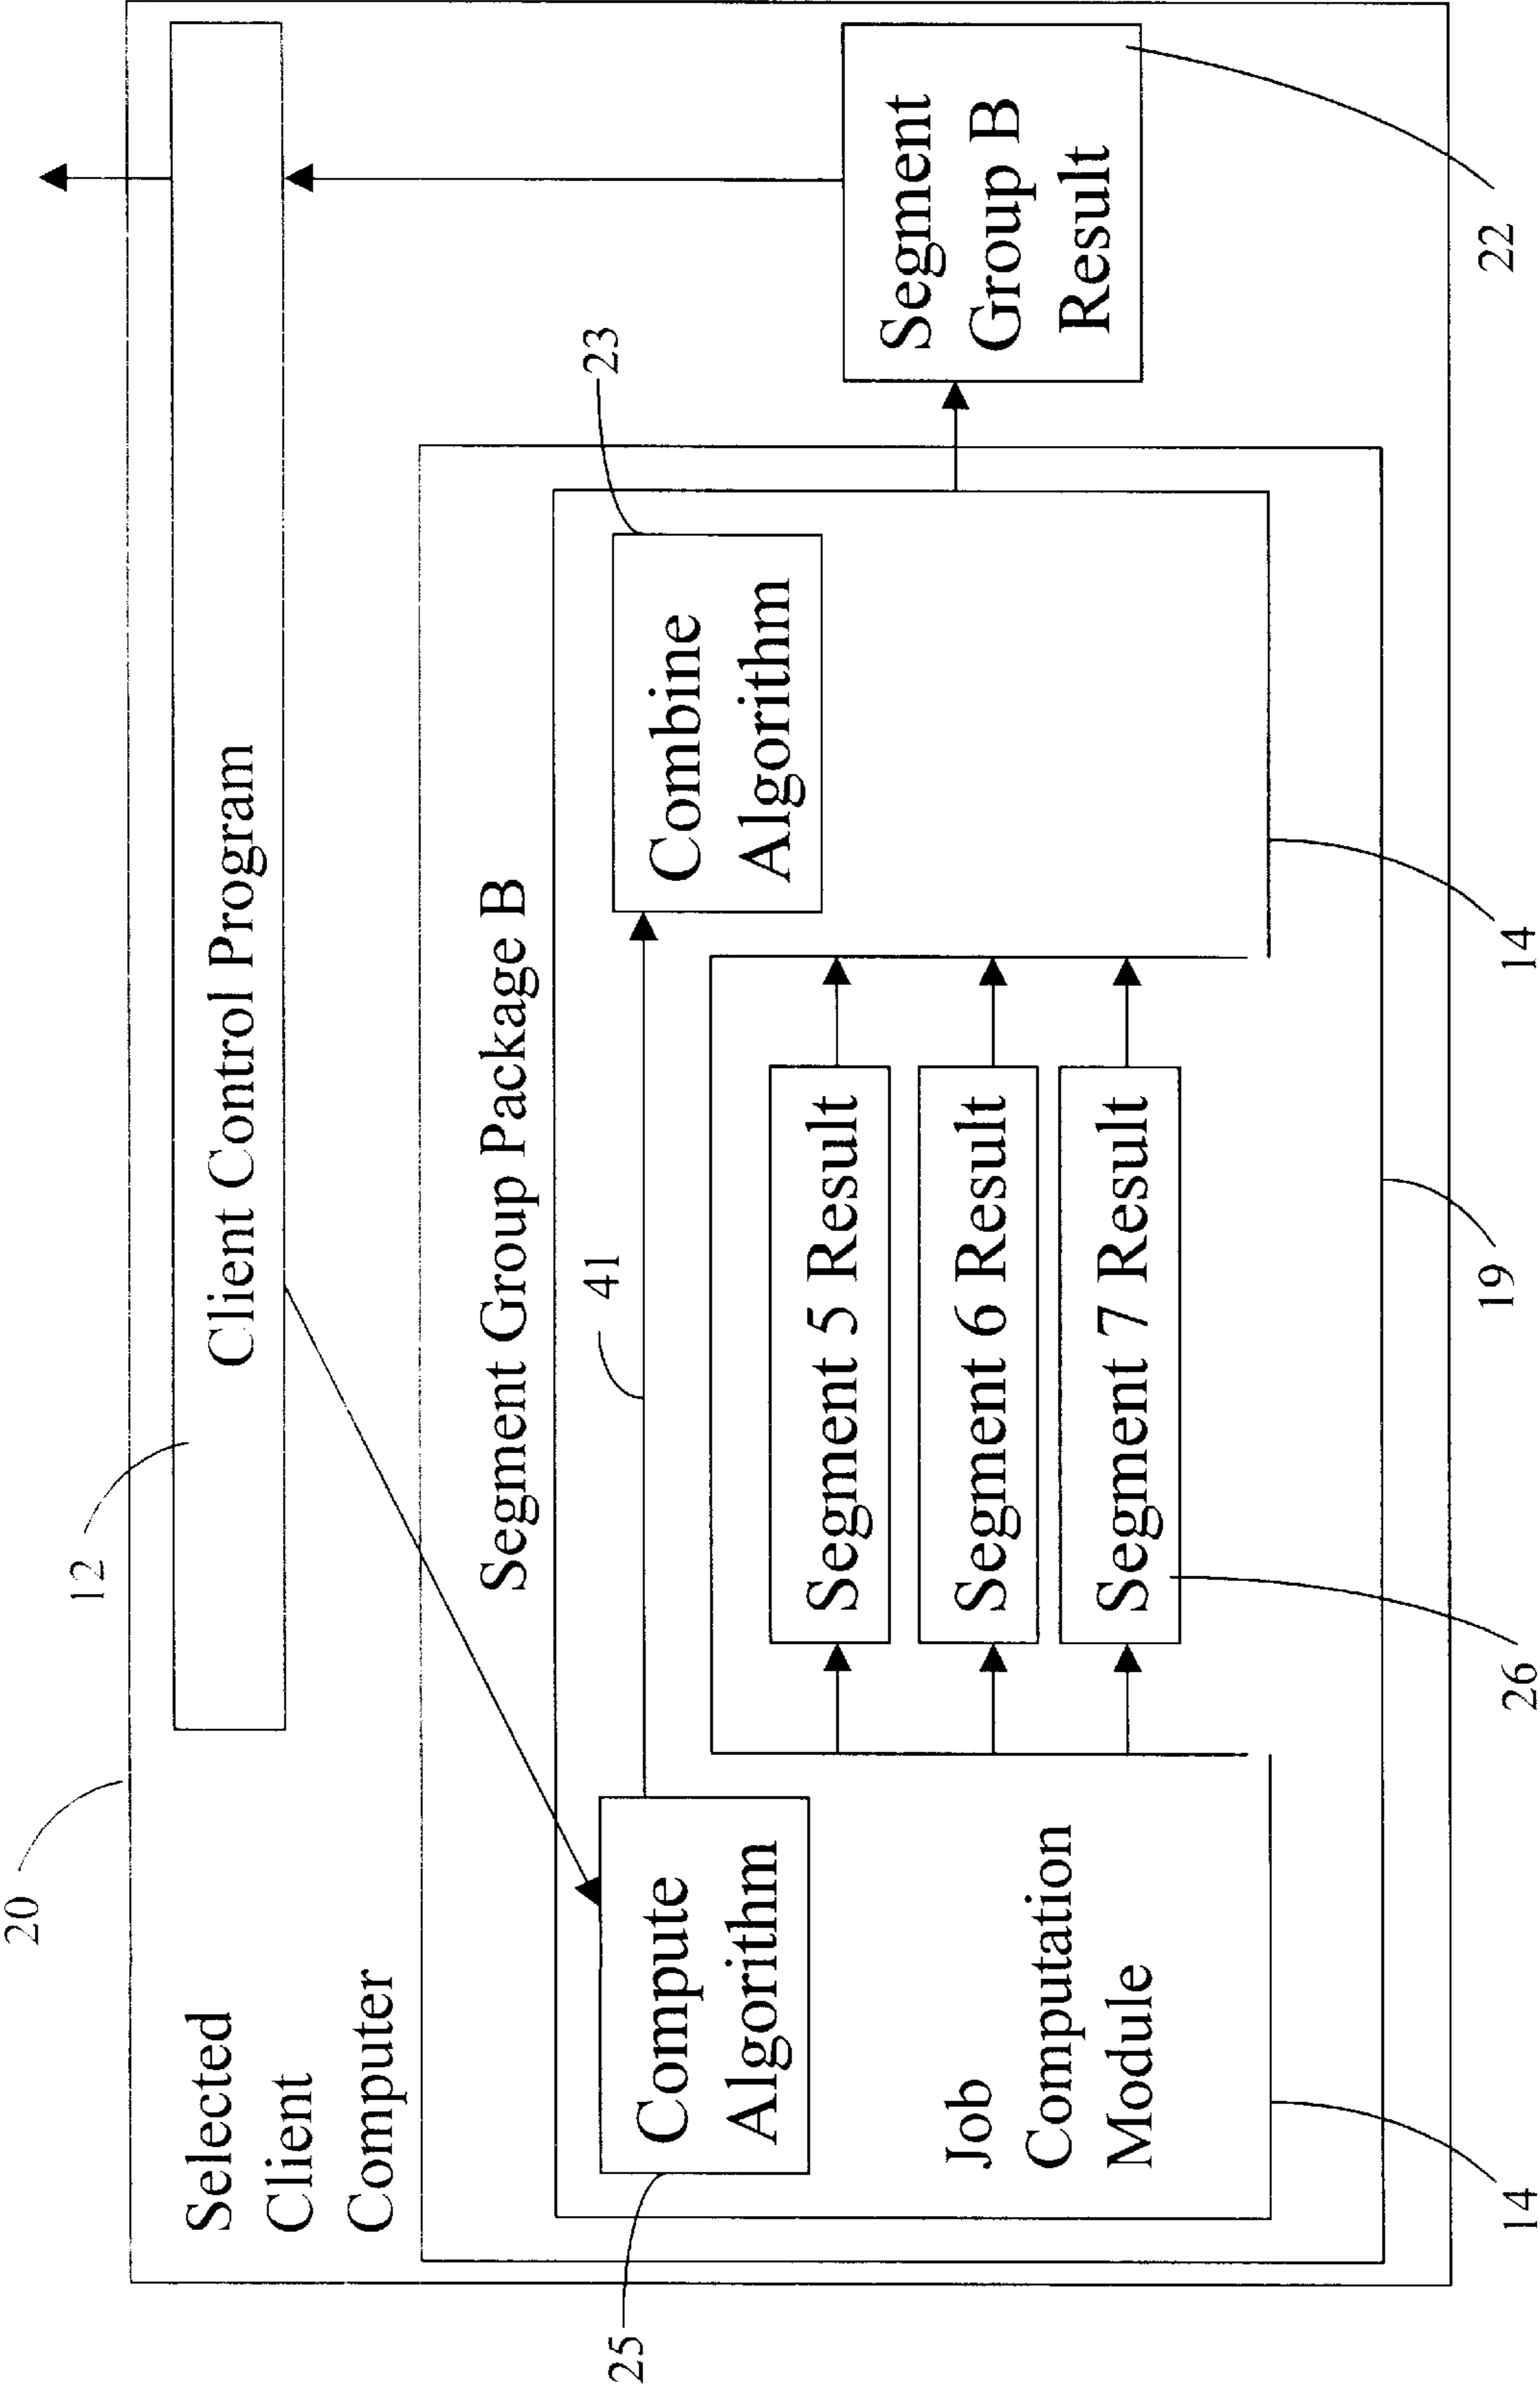 20
12
Selected
Client
Computer
Client Control Program
Segment Group Package B
25
41
23
Compute
Algorithm
Combine
Algorithm
Job
Computation
Module
Segment 5 Result
Segment 6 Result
Segment 7 Result
Segment
Group B
Result
14
26
19
14
22